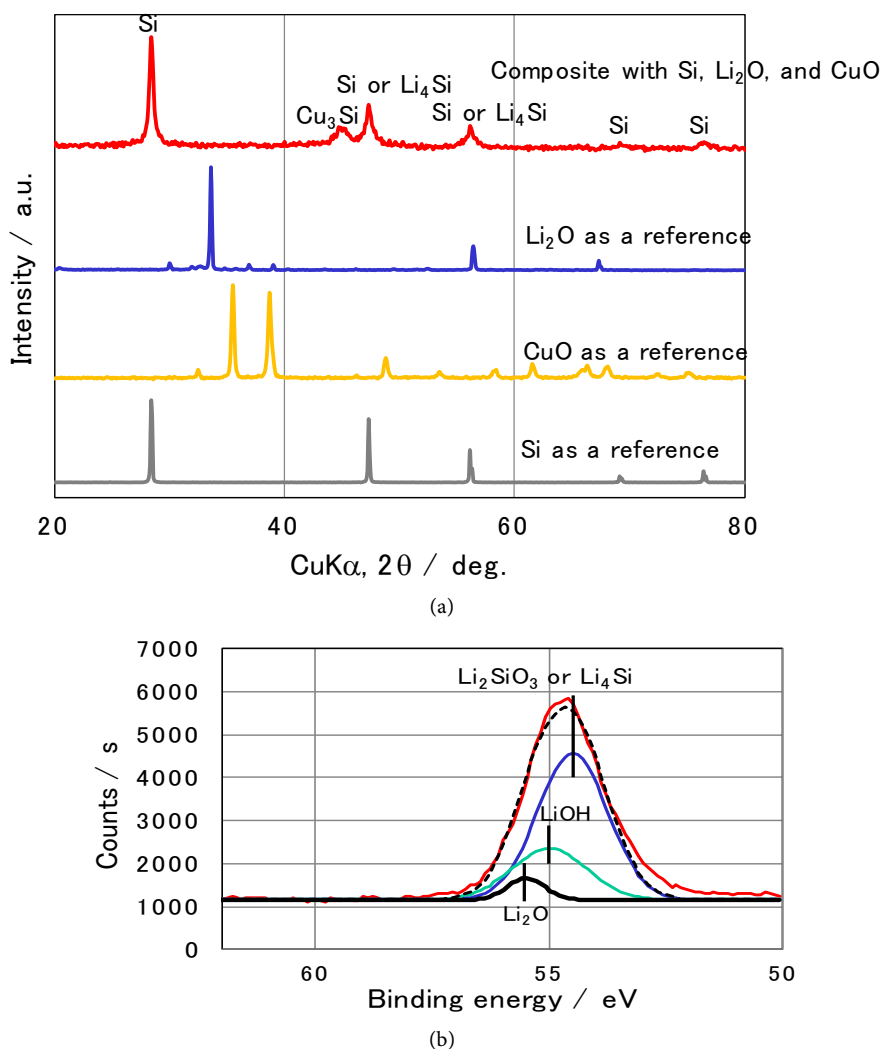 Si
Composite with Si, Li₂O, and CuO
Si or Li₄Si
Cu₃Si
Si or Li₄Si
Si
Si
Li₂O as a reference
CuO as a reference
Si as a reference
Intensity / a.u.
20 40 60 80
CuKα, 2θ / deg.
(a)
7000
6000
5000
4000
3000
2000
1000
0
Counts / s
Li₂SiO₃ or Li₄Si
LiOH
Li₂O
60 55 50
Binding energy / eV
(b)